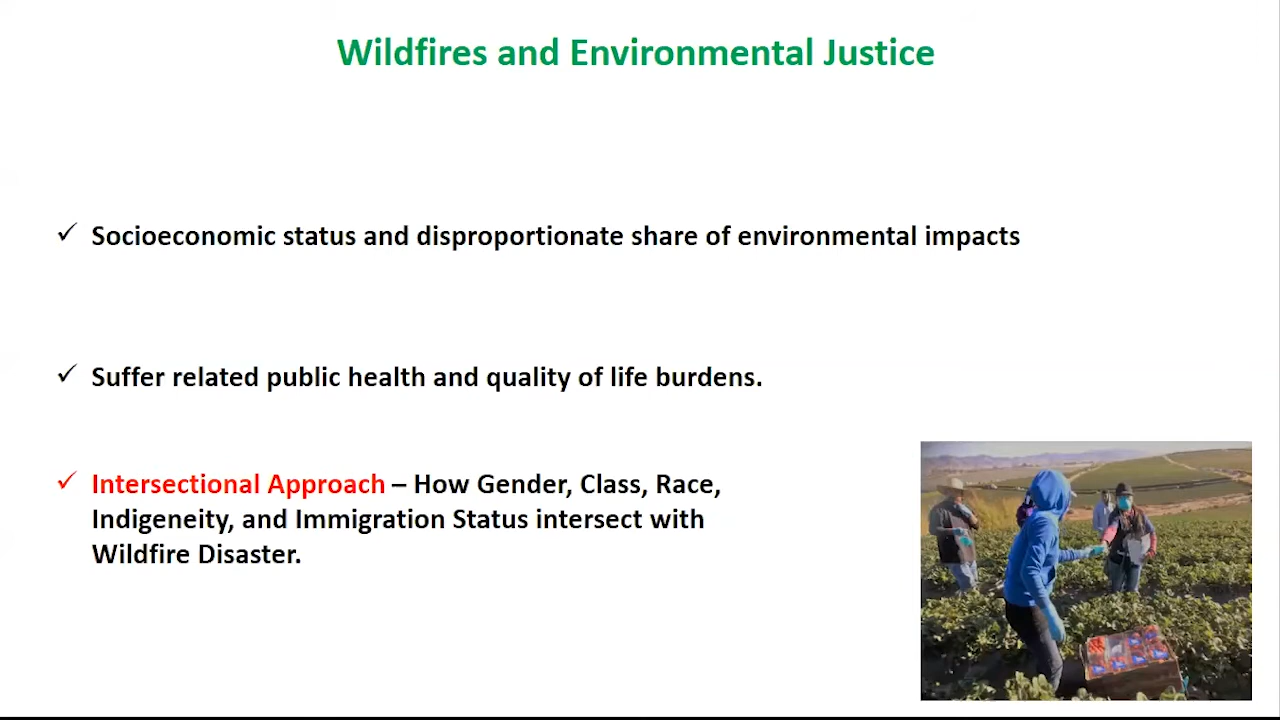 Wildfires and Environmental Justice
✓ Socioeconomic status and disproportionate share of environmental impacts
✓ Suffer related public health and quality of life burdens.
✓ Intersectional Approach – How Gender, Class, Race,
Indigeneity, and Immigration Status intersect with
Wildfire Disaster.